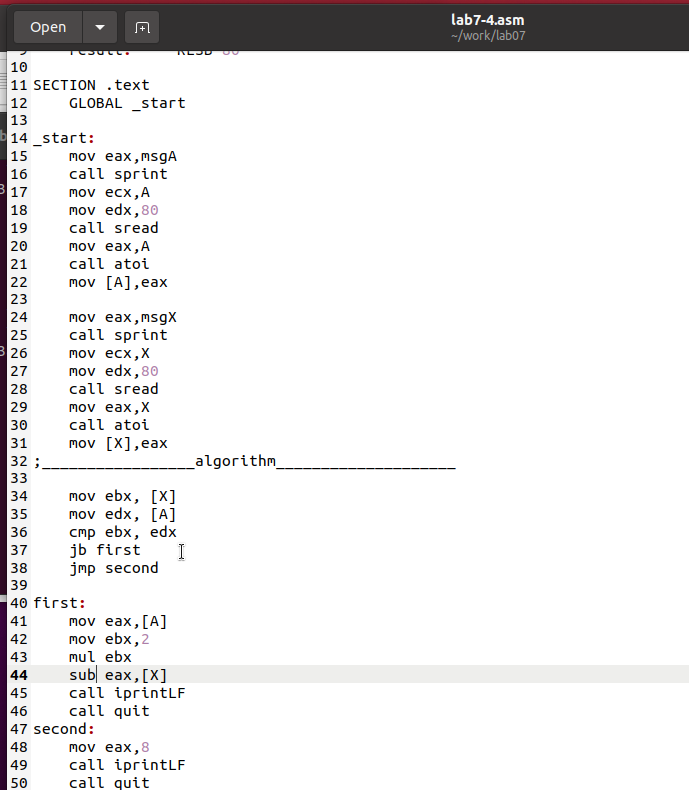 Open
lab7-4.asm
~/work/lab07
9     result:     RESB 80
10
11 SECTION .text
12     GLOBAL _start
13
14 _start:
15     mov eax,msgA
16     call sprint
17     mov ecx,A
18     mov edx,80
19     call sread
20     mov eax,A
21     call atoi
22     mov [A],eax
23
24     mov eax,msgX
25     call sprint
26     mov ecx,X
27     mov edx,80
28     call sread
29     mov eax,X
30     call atoi
31     mov [X],eax
32 ;_________________algorithm____________________
33
34     mov ebx, [X]
35     mov edx, [A]
36     cmp ebx, edx
37     jb first
38     jmp second
39
40 first:
41     mov eax,[A]
42     mov ebx,2
43     mul ebx
44     sub eax,[X]
45     call iprintLF
46     call quit
47 second:
48     mov eax,8
49     call iprintLF
50     call quit